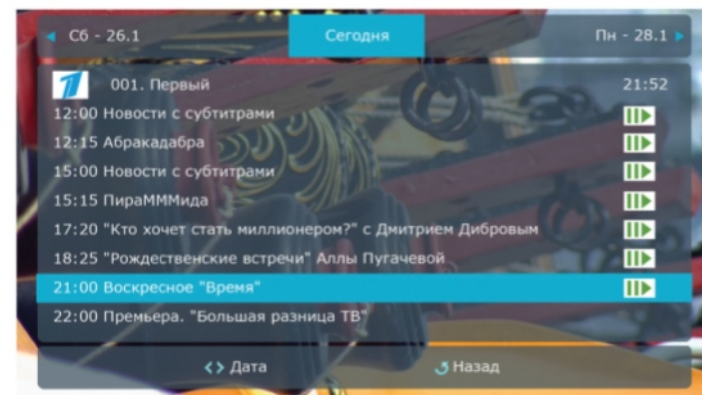 Сб - 26.1 Сегодня Пн - 28.1
001. Первый 21:52
12:00 Новости с субтитрами
12:15 Абракадабра
15:00 Новости с субтитрами
15:15 ПираМММида
17:20 "Кто хочет стать миллионером?" с Дмитрием Дибровым
18:25 "Рождественские встречи" Аллы Пугачевой
21:00 Воскресное "Время"
22:00 Премьера. "Большая разница ТВ"
Дата Назад